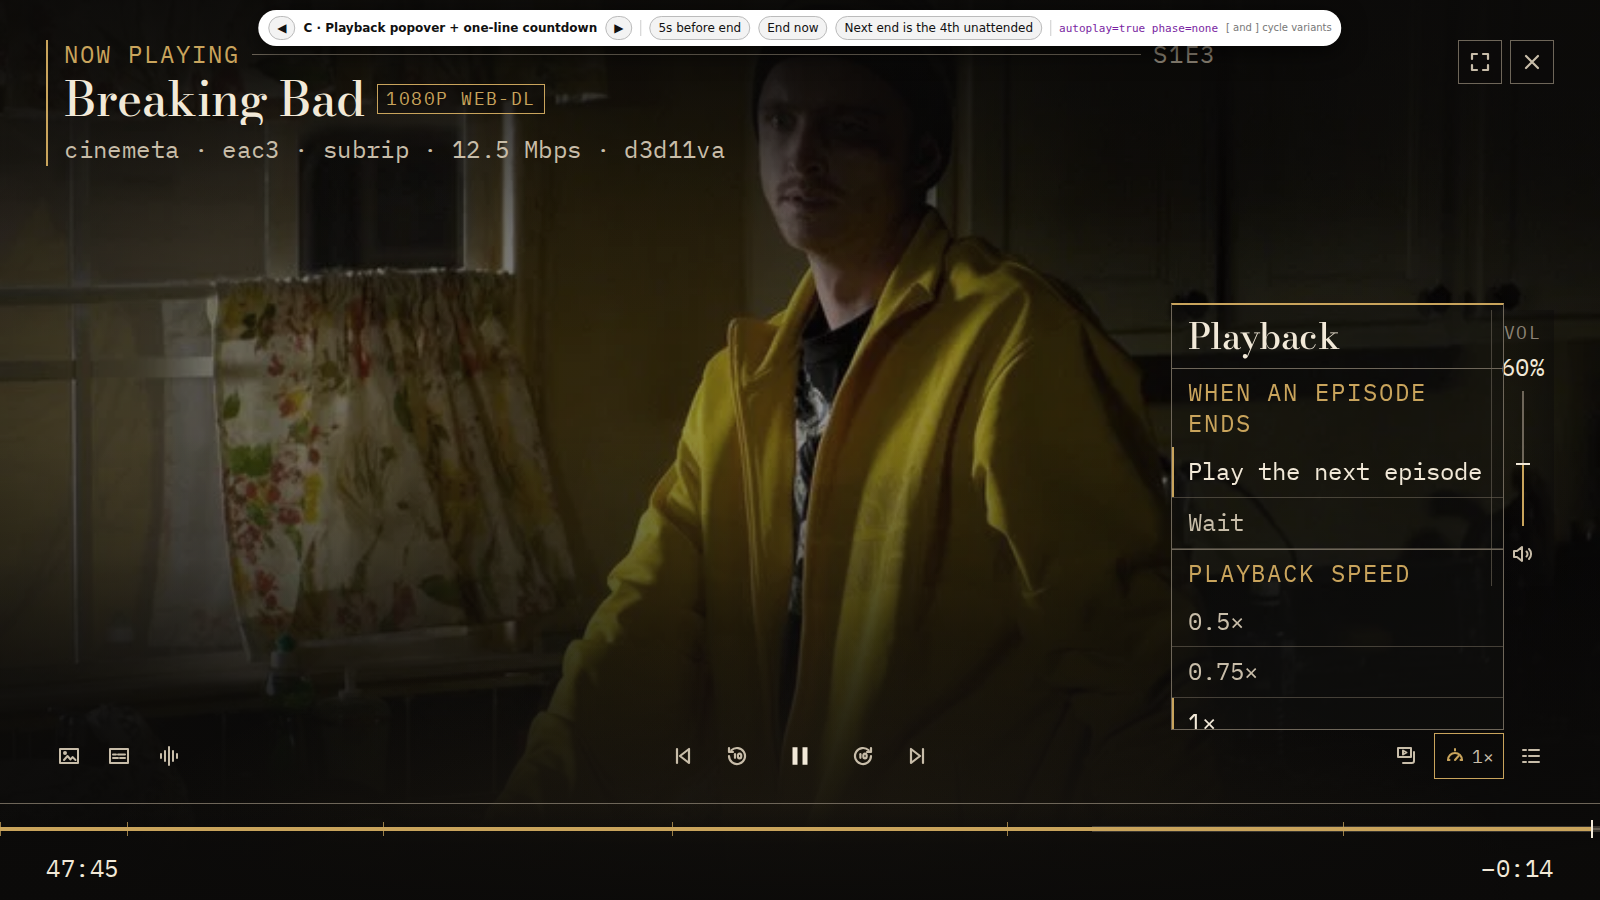 ◀ C · Playback popover + one-line countdown ▶ 5s before end End now Next end is the 4th unattended autoplay=true phase=none [ and ] cycle variants
NOW PLAYING S1E3
Breaking Bad 1080P WEB-DL
cinemeta · eac3 · subrip · 12.5 Mbps · d3d11va
Playback
WHEN AN EPISODE
ENDS
Play the next episode
Wait
PLAYBACK SPEED
0.5×
0.75×
1×
VOL
60%
10
10
1×
47:45
−0:14